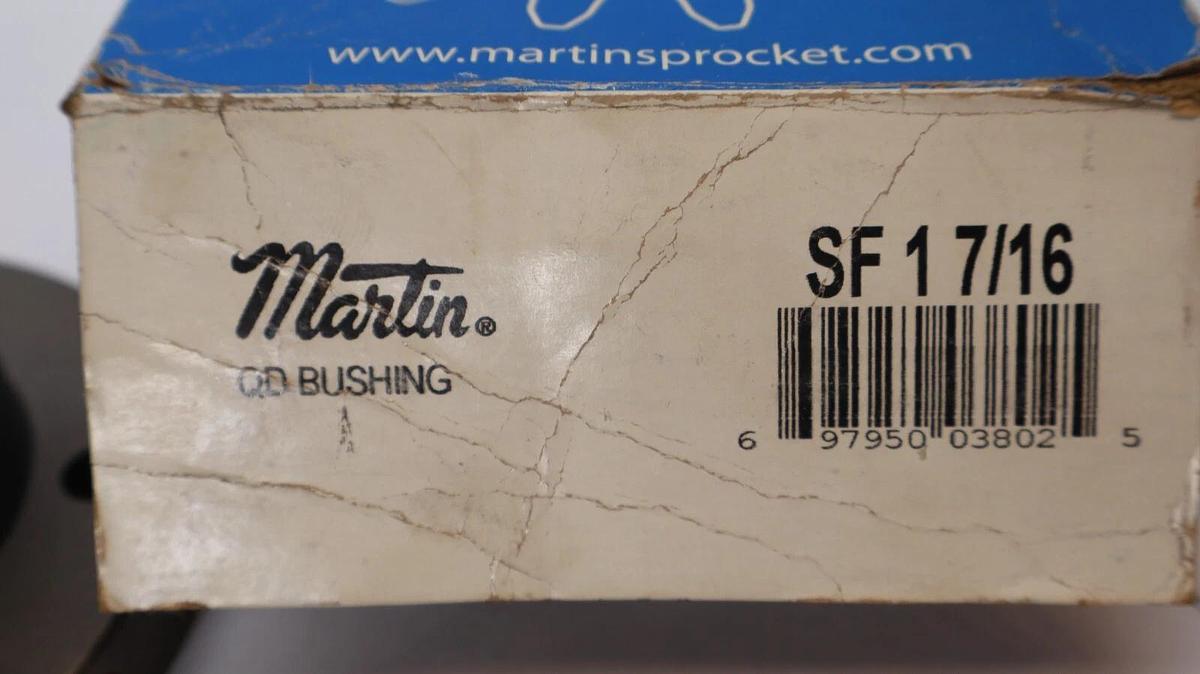 www.martinsprocket.com
Martin®
QD BUSHING
SF 1 7/16
6 97950 03802 5